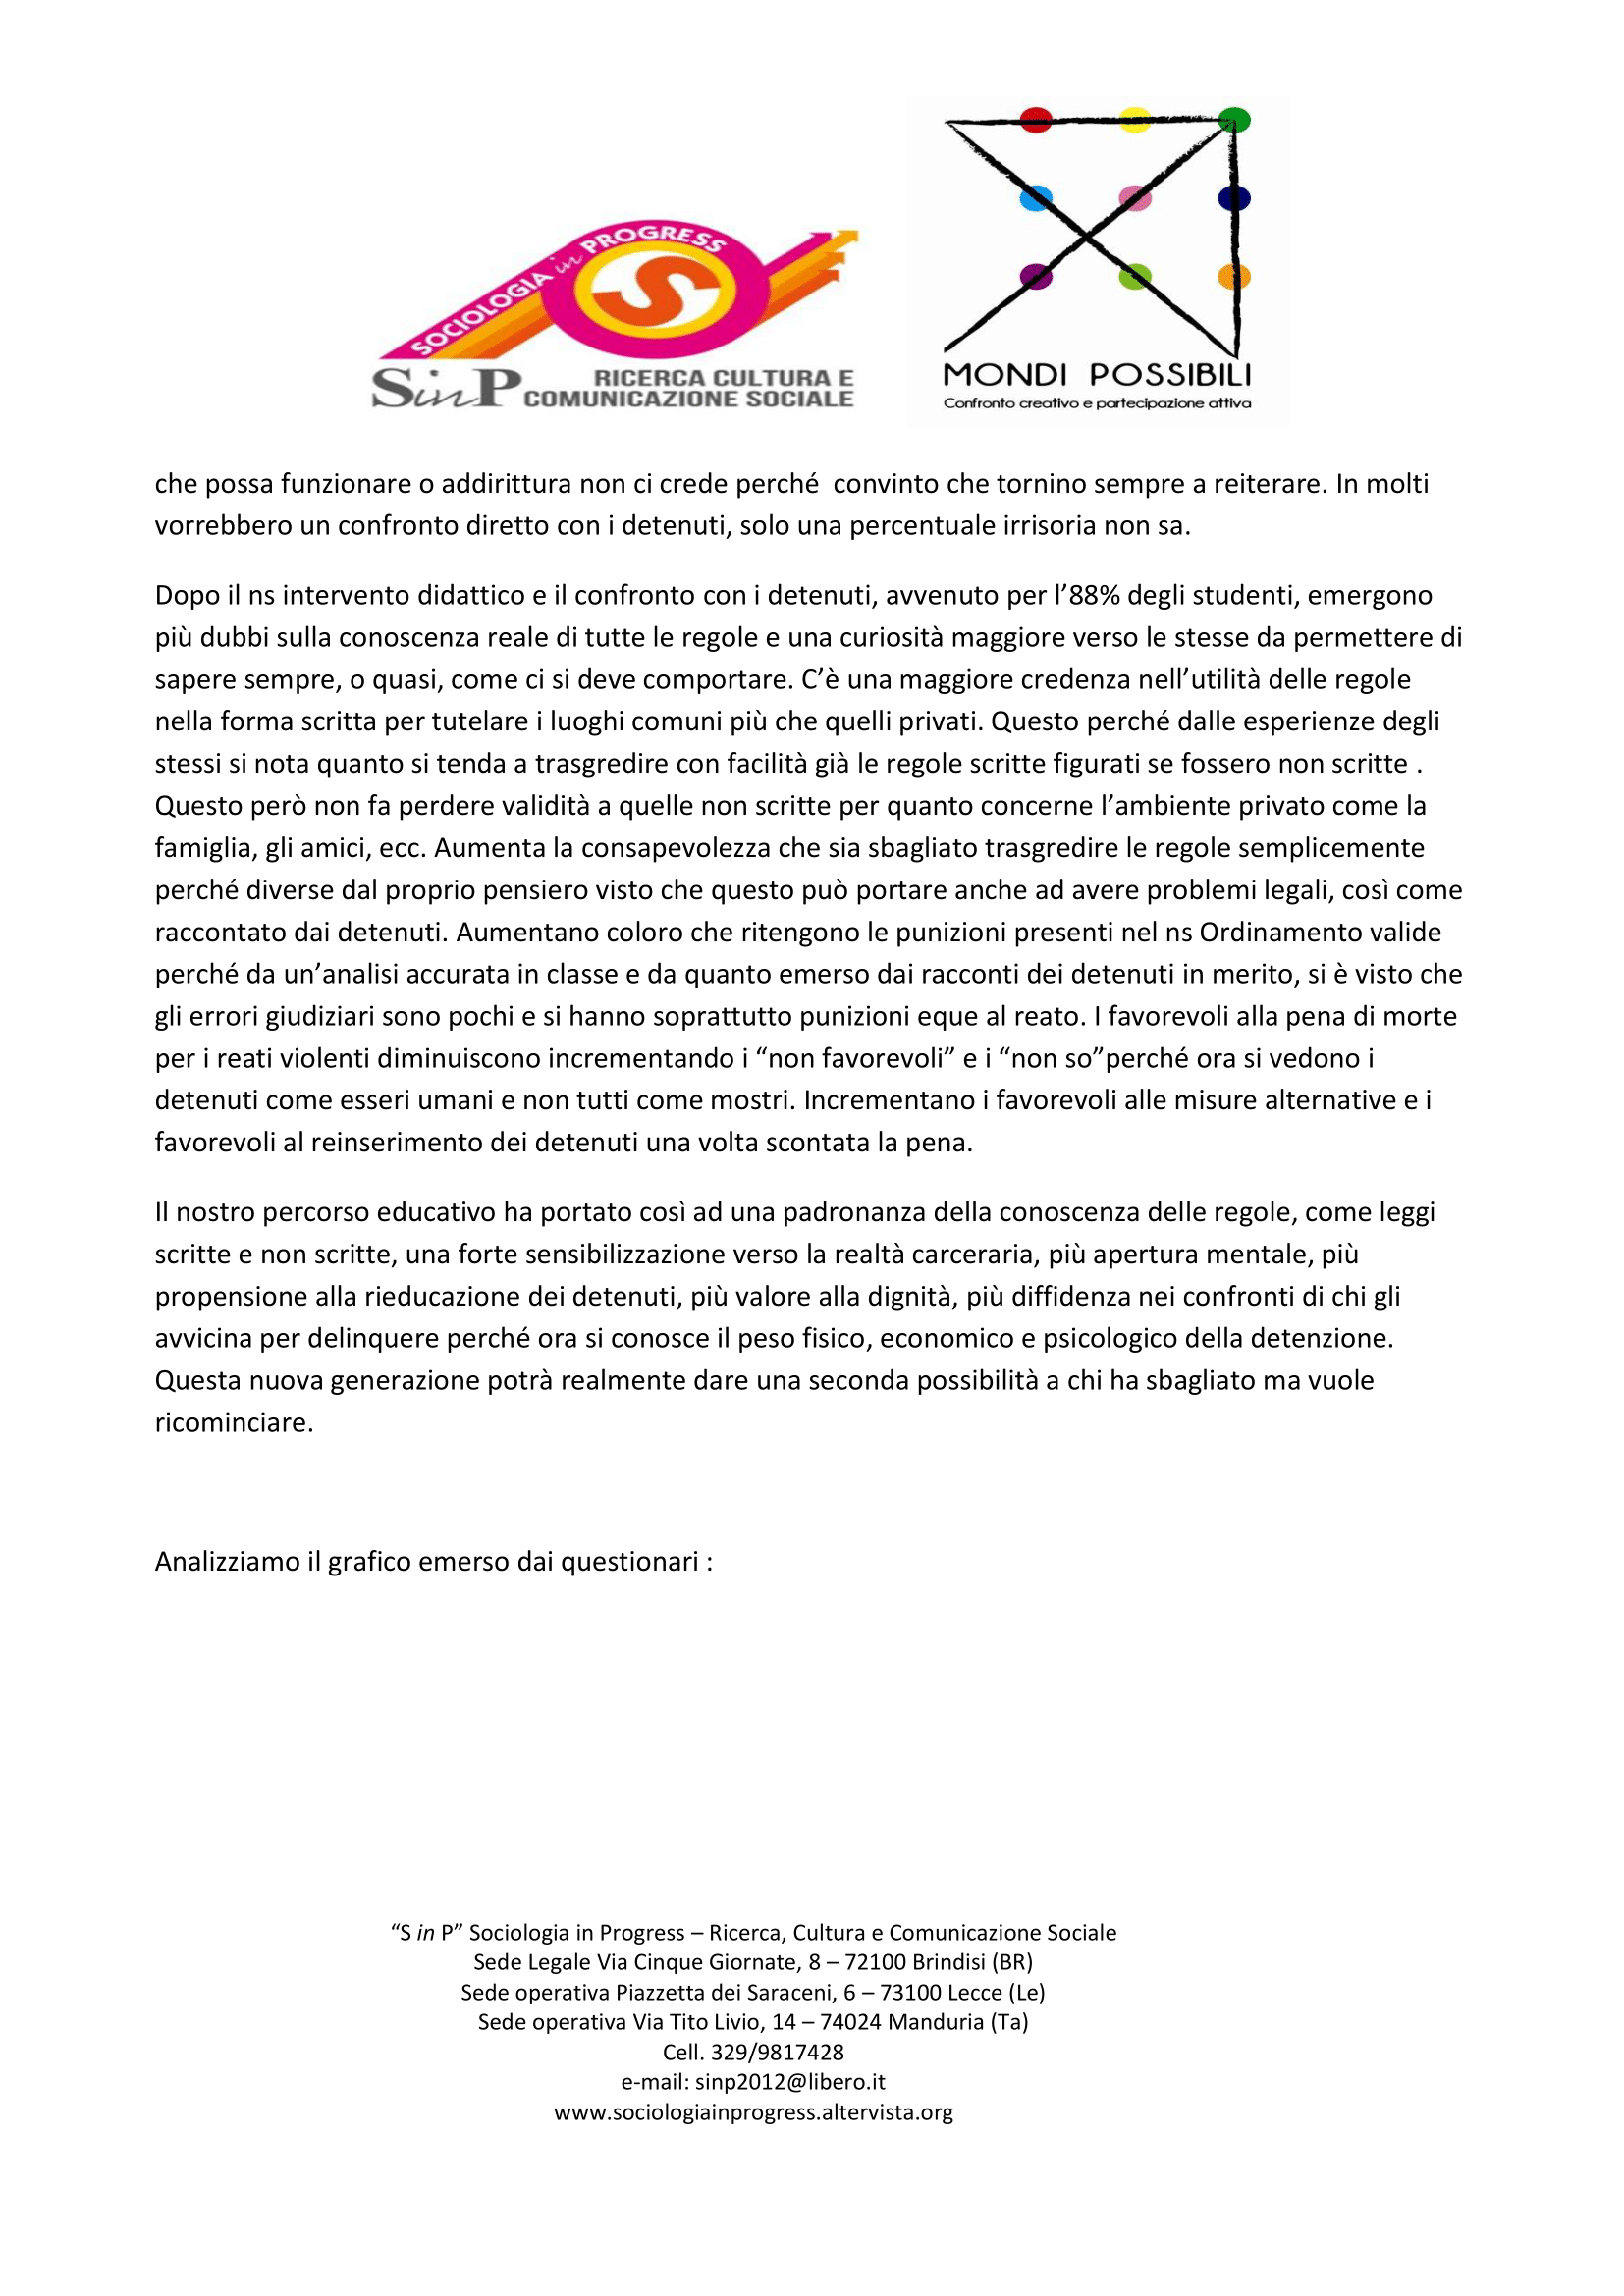 SOCIOLOGIA in PROGRESS
SinP RICERCA CULTURA E
COMUNICAZIONE SOCIALE
MONDI POSSIBILI
Confronto creativo e partecipazione attiva
che possa funzionare o addirittura non ci crede perché  convinto che tornino sempre a reiterare. In molti
vorrebbero un confronto diretto con i detenuti, solo una percentuale irrisoria non sa.
Dopo il ns intervento didattico e il confronto con i detenuti, avvenuto per l’88% degli studenti, emergono
più dubbi sulla conoscenza reale di tutte le regole e una curiosità maggiore verso le stesse da permettere di
sapere sempre, o quasi, come ci si deve comportare. C’è una maggiore credenza nell’utilità delle regole
nella forma scritta per tutelare i luoghi comuni più che quelli privati. Questo perché dalle esperienze degli
stessi si nota quanto si tenda a trasgredire con facilità già le regole scritte figurati se fossero non scritte .
Questo però non fa perdere validità a quelle non scritte per quanto concerne l’ambiente privato come la
famiglia, gli amici, ecc. Aumenta la consapevolezza che sia sbagliato trasgredire le regole semplicemente
perché diverse dal proprio pensiero visto che questo può portare anche ad avere problemi legali, così come
raccontato dai detenuti. Aumentano coloro che ritengono le punizioni presenti nel ns Ordinamento valide
perché da un’analisi accurata in classe e da quanto emerso dai racconti dei detenuti in merito, si è visto che
gli errori giudiziari sono pochi e si hanno soprattutto punizioni eque al reato. I favorevoli alla pena di morte
per i reati violenti diminuiscono incrementando i “non favorevoli” e i “non so”perché ora si vedono i
detenuti come esseri umani e non tutti come mostri. Incrementano i favorevoli alle misure alternative e i
favorevoli al reinserimento dei detenuti una volta scontata la pena.
Il nostro percorso educativo ha portato così ad una padronanza della conoscenza delle regole, come leggi
scritte e non scritte, una forte sensibilizzazione verso la realtà carceraria, più apertura mentale, più
propensione alla rieducazione dei detenuti, più valore alla dignità, più diffidenza nei confronti di chi gli
avvicina per delinquere perché ora si conosce il peso fisico, economico e psicologico della detenzione.
Questa nuova generazione potrà realmente dare una seconda possibilità a chi ha sbagliato ma vuole
ricominciare.
Analizziamo il grafico emerso dai questionari :
“S in P” Sociologia in Progress – Ricerca, Cultura e Comunicazione Sociale
Sede Legale Via Cinque Giornate, 8 – 72100 Brindisi (BR)
Sede operativa Piazzetta dei Saraceni, 6 – 73100 Lecce (Le)
Sede operativa Via Tito Livio, 14 – 74024 Manduria (Ta)
Cell. 329/9817428
e-mail: sinp2012@libero.it
www.sociologiainprogress.altervista.org